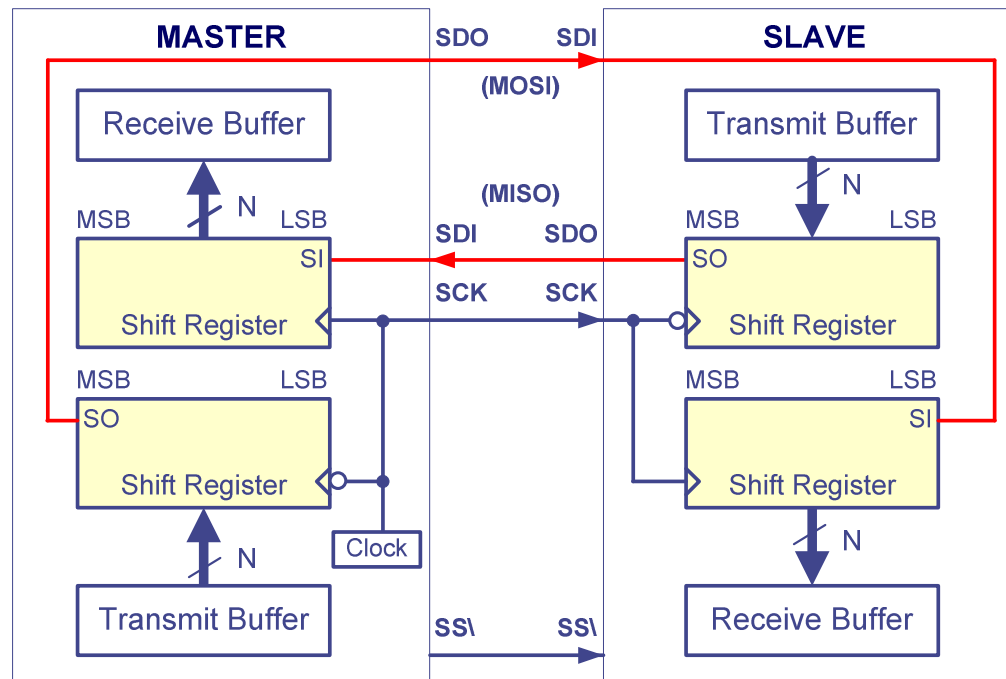 MASTER
SDO
SDI
SLAVE
(MOSI)
Receive Buffer
Transmit Buffer
N
N
(MISO)
MSB
LSB
MSB
LSB
SDI
SDO
SI
SO
SCK
SCK
Shift Register
Shift Register
MSB
LSB
MSB
LSB
SO
SI
Shift Register
Shift Register
Clock
N
N
Transmit Buffer
Receive Buffer
SS\
SS\